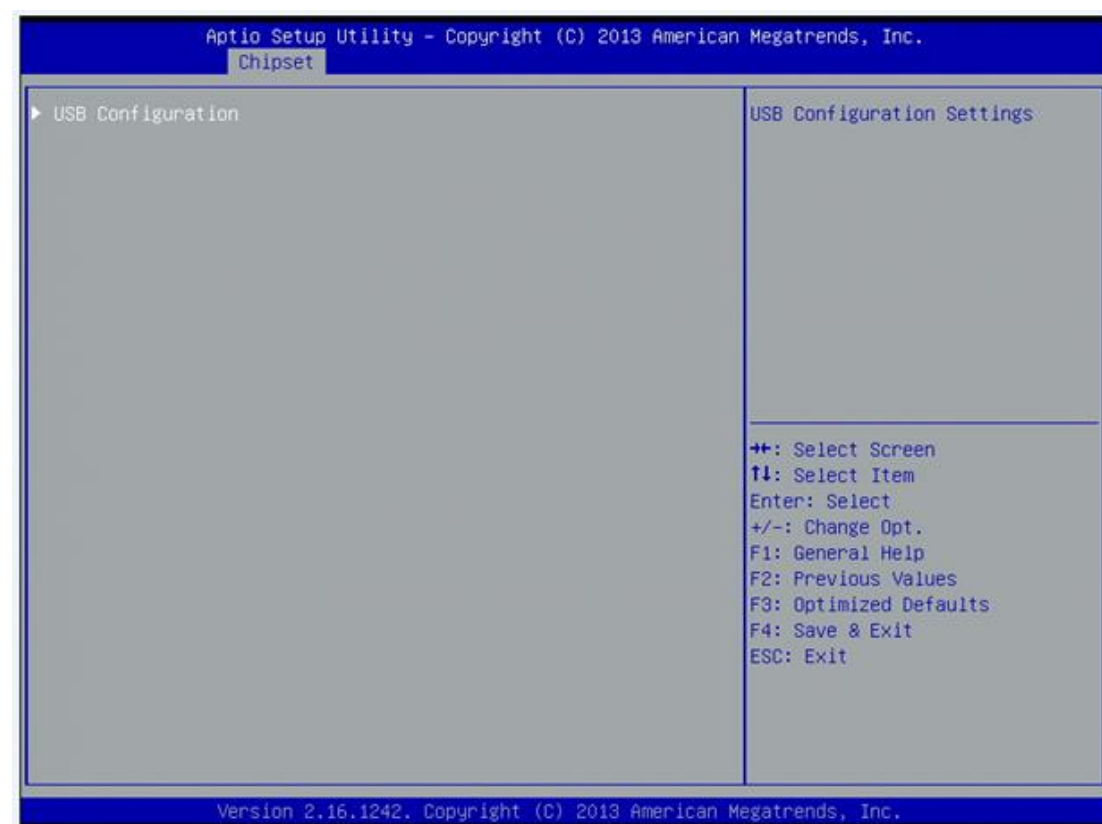 Aptio Setup Utility – Copyright (C) 2013 American Megatrends, Inc.
Chipset
► USB Configuration
USB Configuration Settings
→←: Select Screen
↑↓: Select Item
Enter: Select
+/-: Change Opt.
F1: General Help
F2: Previous Values
F3: Optimized Defaults
F4: Save & Exit
ESC: Exit
Version 2.16.1242. Copyright (C) 2013 American Megatrends, Inc.